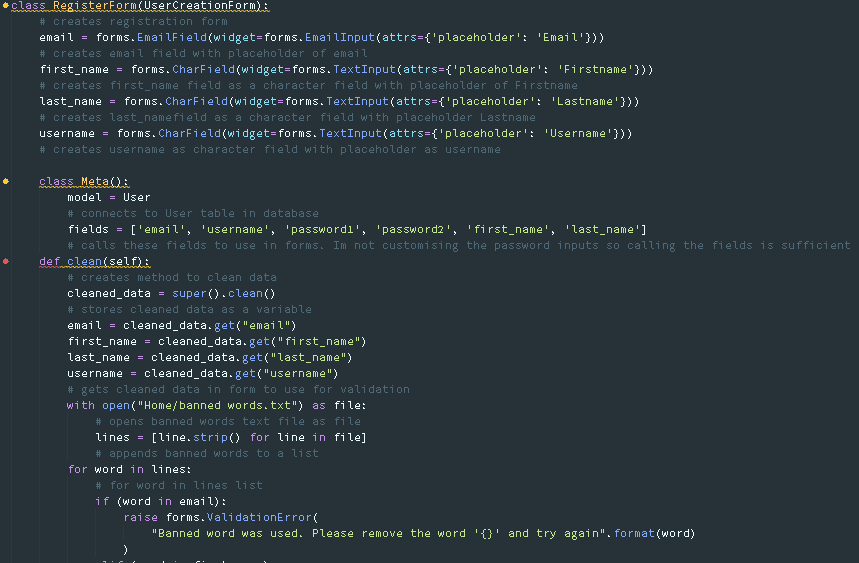 class RegisterForm(UserCreationForm):
    # creates registration form
    email = forms.EmailField(widget=forms.EmailInput(attrs={'placeholder': 'Email'}))
    # creates email field with placeholder of email
    first_name = forms.CharField(widget=forms.TextInput(attrs={'placeholder': 'Firstname'}))
    # creates first_name field as a character field with placeholder of Firstname
    last_name = forms.CharField(widget=forms.TextInput(attrs={'placeholder': 'Lastname'}))
    # creates last_namefield as a character field with placeholder Lastname
    username = forms.CharField(widget=forms.TextInput(attrs={'placeholder': 'Username'}))
    # creates username as character field with placeholder as username
    class Meta():
        model = User
        # connects to User table in database
        fields = ['email', 'username', 'password1', 'password2', 'first_name', 'last_name']
        # calls these fields to use in forms. Im not customising the password inputs so calling the fields is sufficient
    def clean(self):
        # creates method to clean data
        cleaned_data = super().clean()
        # stores cleaned data as a variable
        email = cleaned_data.get("email")
        first_name = cleaned_data.get("first_name")
        last_name = cleaned_data.get("last_name")
        username = cleaned_data.get("username")
        # gets cleaned data in form to use for validation
        with open("Home/banned words.txt") as file:
            # opens banned words text file as file
            lines = [line.strip() for line in file]
            # appends banned words to a list
        for word in lines:
            # for word in lines list
            if (word in email):
                raise forms.ValidationError(
                    "Banned word was used. Please remove the word '{}' and try again".format(word)
                )